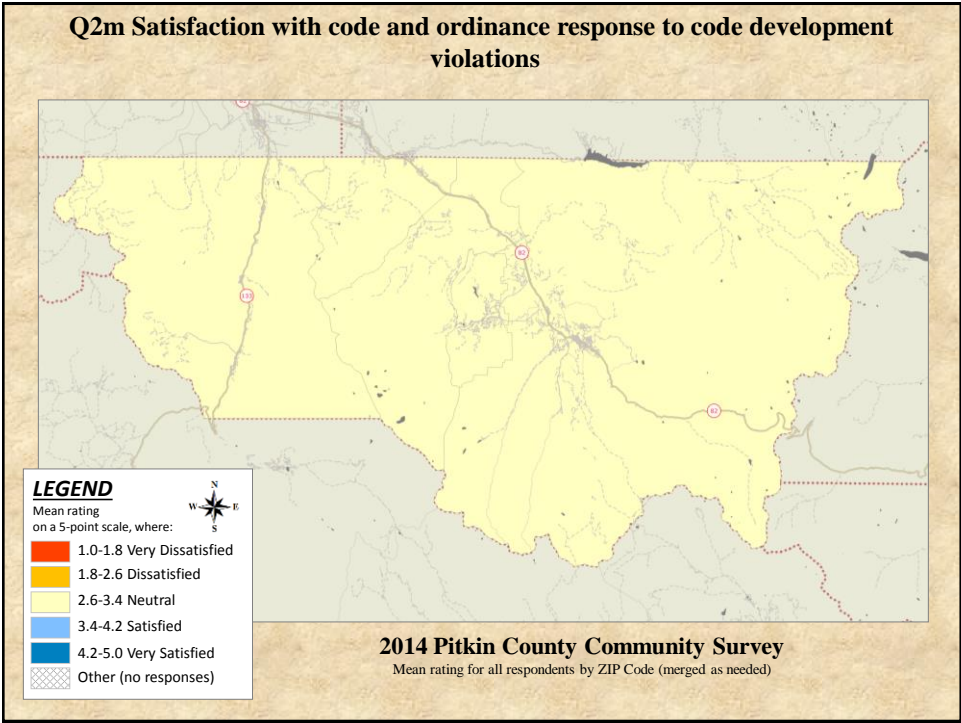 Q2m Satisfaction with code and ordinance response to code development
violations
82
82
133
82
LEGEND
N
W E
S
Mean rating
on a 5-point scale, where:
1.0-1.8 Very Dissatisfied
1.8-2.6 Dissatisfied
2.6-3.4 Neutral
3.4-4.2 Satisfied
4.2-5.0 Very Satisfied
Other (no responses)
2014 Pitkin County Community Survey
Mean rating for all respondents by ZIP Code (merged as needed)